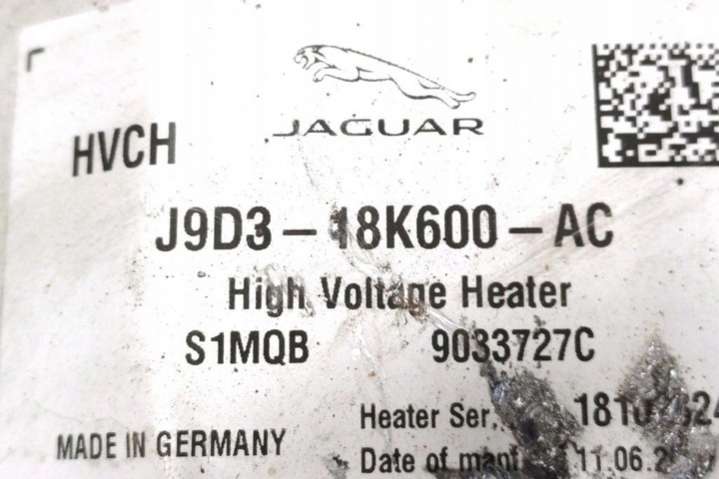 JAGUAR
HVCH
J9D3-18K600-AC
High Voltage Heater
S1MQB 9033727C
Heater Ser.
MADE IN GERMANY
Date of